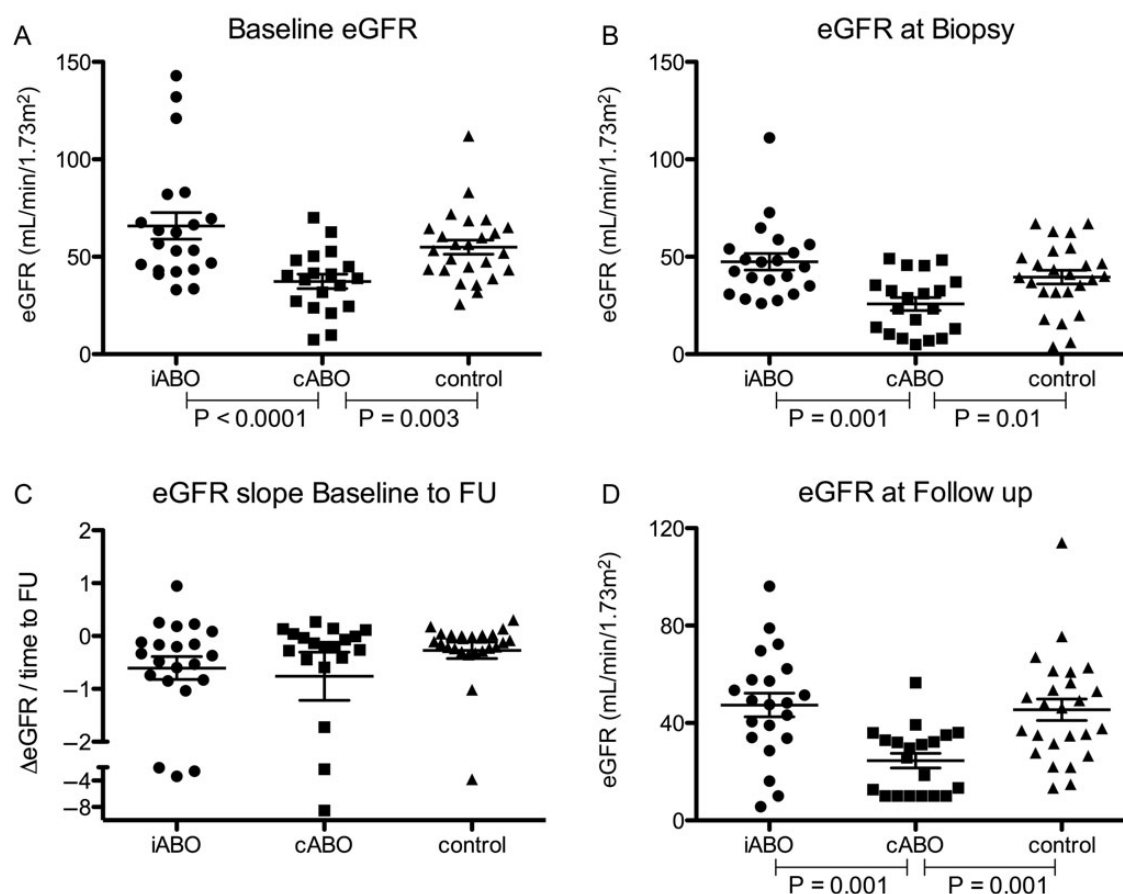 A
Baseline eGFR
eGFR (mL/min/1.73m²)
150
100
50
0
iABO
cABO
control
P < 0.0001
P = 0.003
B
eGFR at Biopsy
eGFR (mL/min/1.73m²)
150
100
50
0
iABO
cABO
control
P = 0.001
P = 0.01
C
eGFR slope Baseline to FU
ΔeGFR / time to FU
2
1
0
–1
–2
–4
–8
iABO
cABO
control
D
eGFR at Follow up
eGFR (mL/min/1.73m²)
120
80
40
0
iABO
cABO
control
P = 0.001
P = 0.001